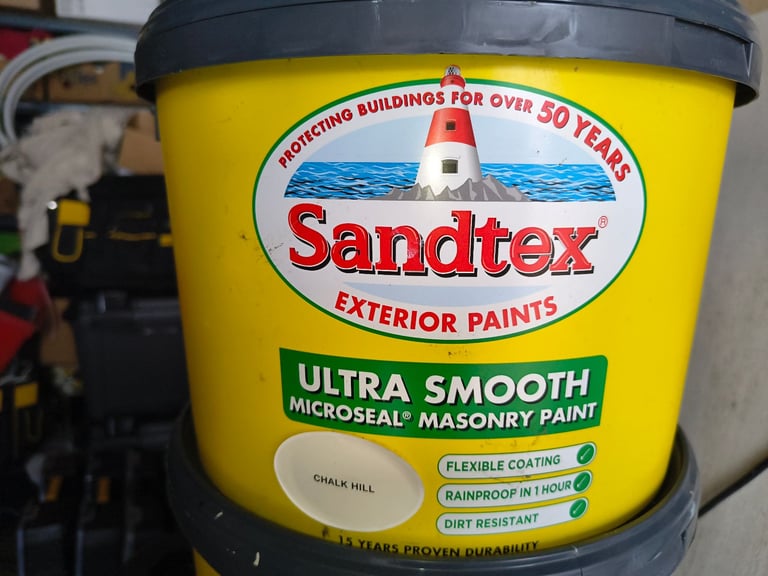 PROTECTING BUILDINGS FOR OVER 50 YEARS
Sandtex®
EXTERIOR PAINTS
ULTRA SMOOTH
MICROSEAL® MASONRY PAINT
CHALK HILL
FLEXIBLE COATING
RAINPROOF IN 1 HOUR
DIRT RESISTANT
15 YEARS PROVEN DURABILITY